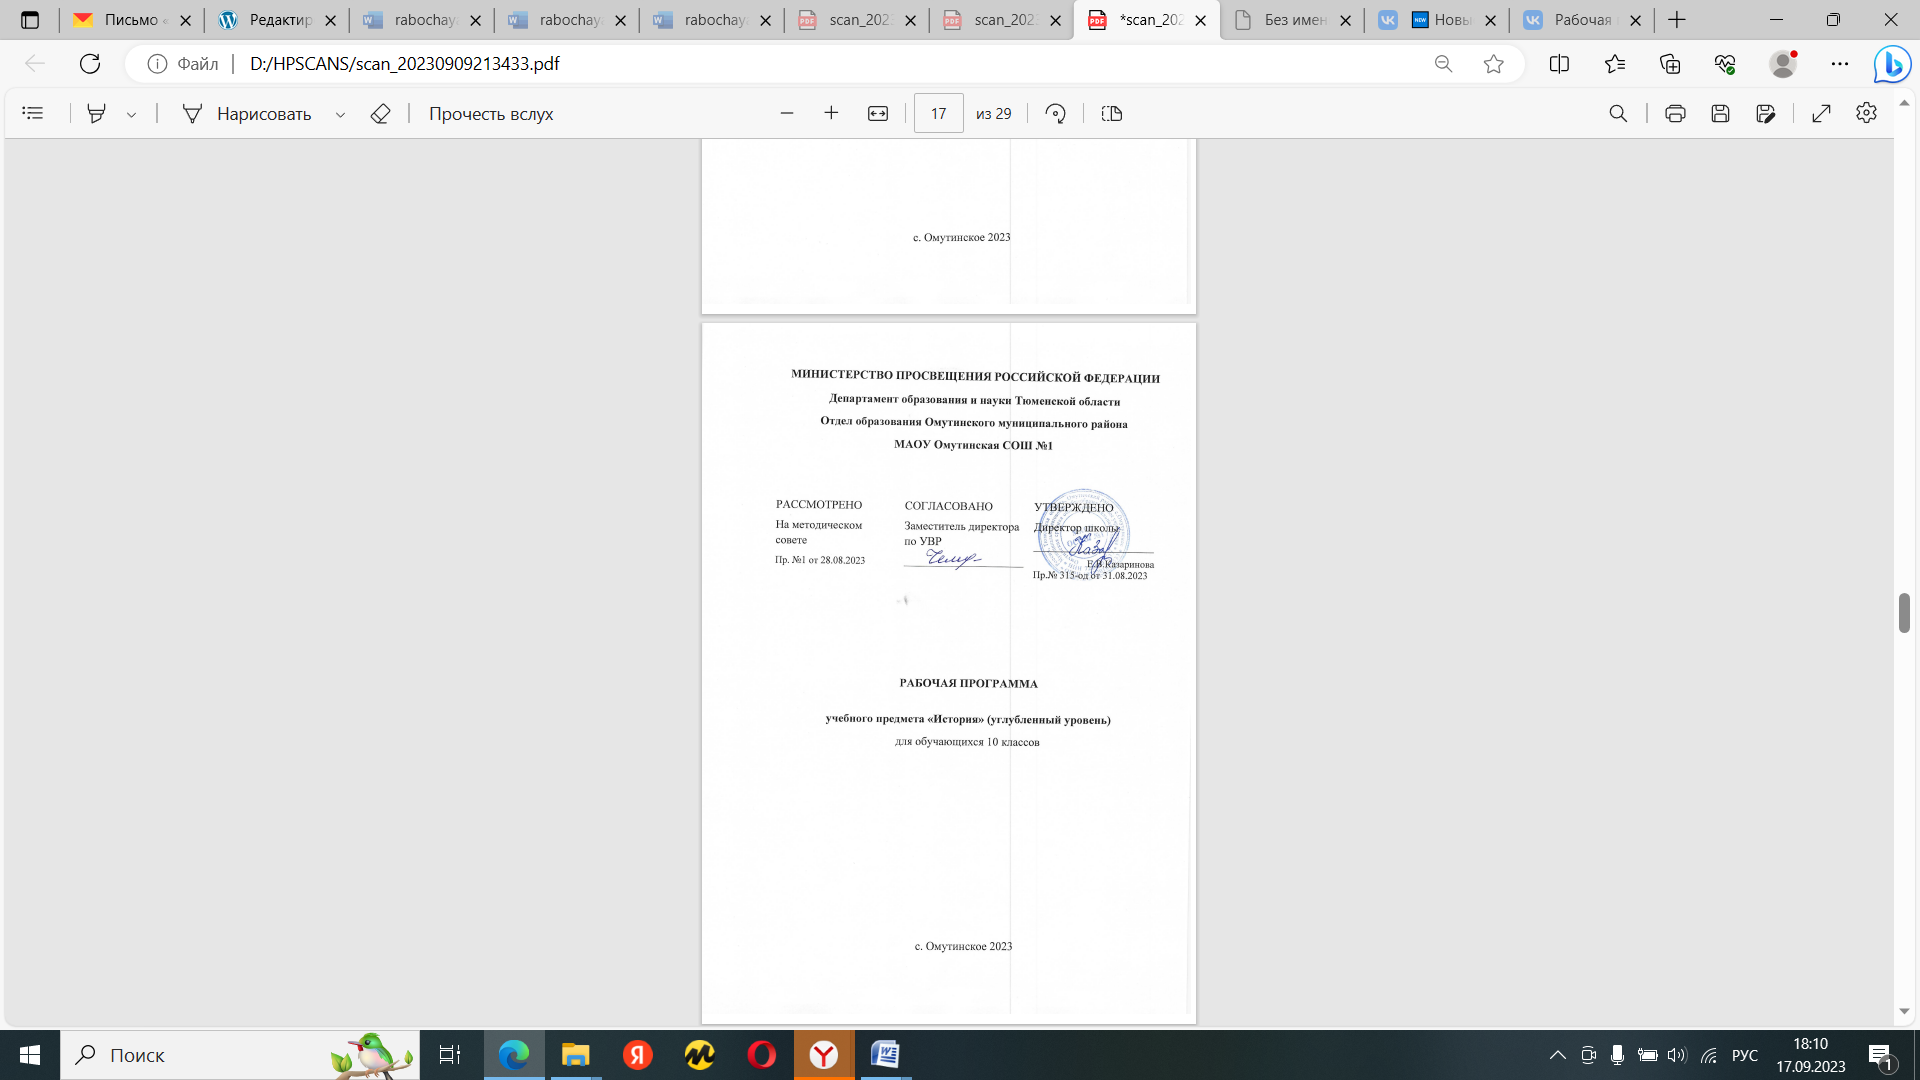 Письмо «
Редактир
rabochay
rabochay
rabochay
scan_202
scan_202
*scan_202
Без имен
Новы
Рабочая
Файл
D:/HPSCANS/scan_20230909213433.pdf
Нарисовать
Прочесть вслух
17
из 29
с. Омутинское 2023
МИНИСТЕРСТВО ПРОСВЕЩЕНИЯ РОССИЙСКОЙ ФЕДЕРАЦИИ
Департамент образования и науки Тюменской области
Отдел образования Омутинского муниципального района
МАОУ Омутинская СОШ №1
РАССМОТРЕНО
На методическом
совете
Пр. №1 от 28.08.2023
СОГЛАСОВАНО
Заместитель директора
по УВР
УТВЕРЖДЕНО
Директор школы
Е.В.Казаринова
Пр.№ 315-од от 31.08.2023
РАБОЧАЯ ПРОГРАММА
учебного предмета «История» (углубленный уровень)
для обучающихся 10 классов
с. Омутинское 2023
Поиск
РУС
18:10
17.09.2023
1